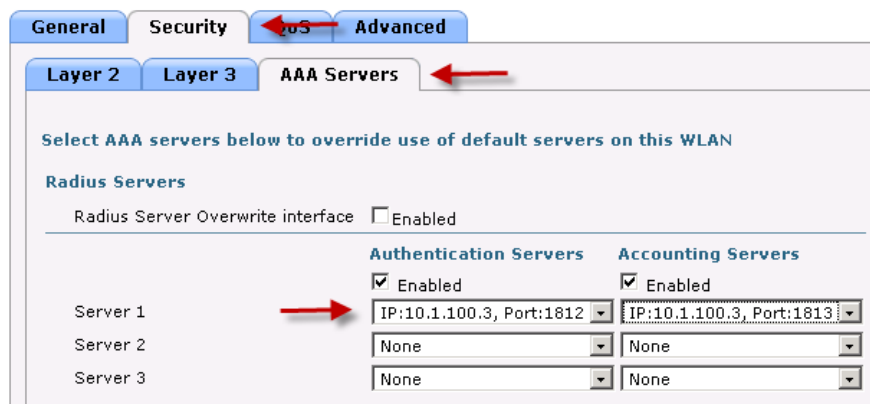 General Security QoS Advanced
Layer 2 Layer 3 AAA Servers
Select AAA servers below to override use of default servers on this WLAN
Radius Servers
Radius Server Overwrite interface Enabled
Authentication Servers Accounting Servers
Enabled Enabled
Server 1 IP:10.1.100.3, Port:1812 IP:10.1.100.3, Port:1813
Server 2 None None
Server 3 None None